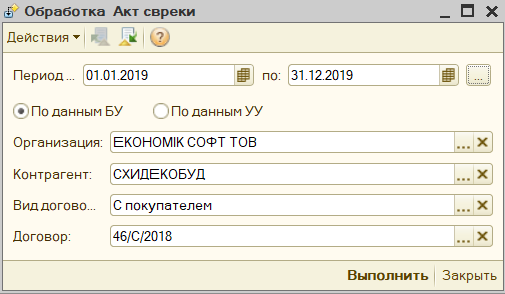 Обработка Акт свреки
Действия
Период ... 01.01.2019 по: 31.12.2019 ...
По данным БУ По данным УУ
Организация: ЕКОНОМІК СОФТ ТОВ ...
Контрагент: СХИДЕКОБУД ...
Вид догово... С покупателем ...
Договор: 46/С/2018 ...
Выполнить Закрыть